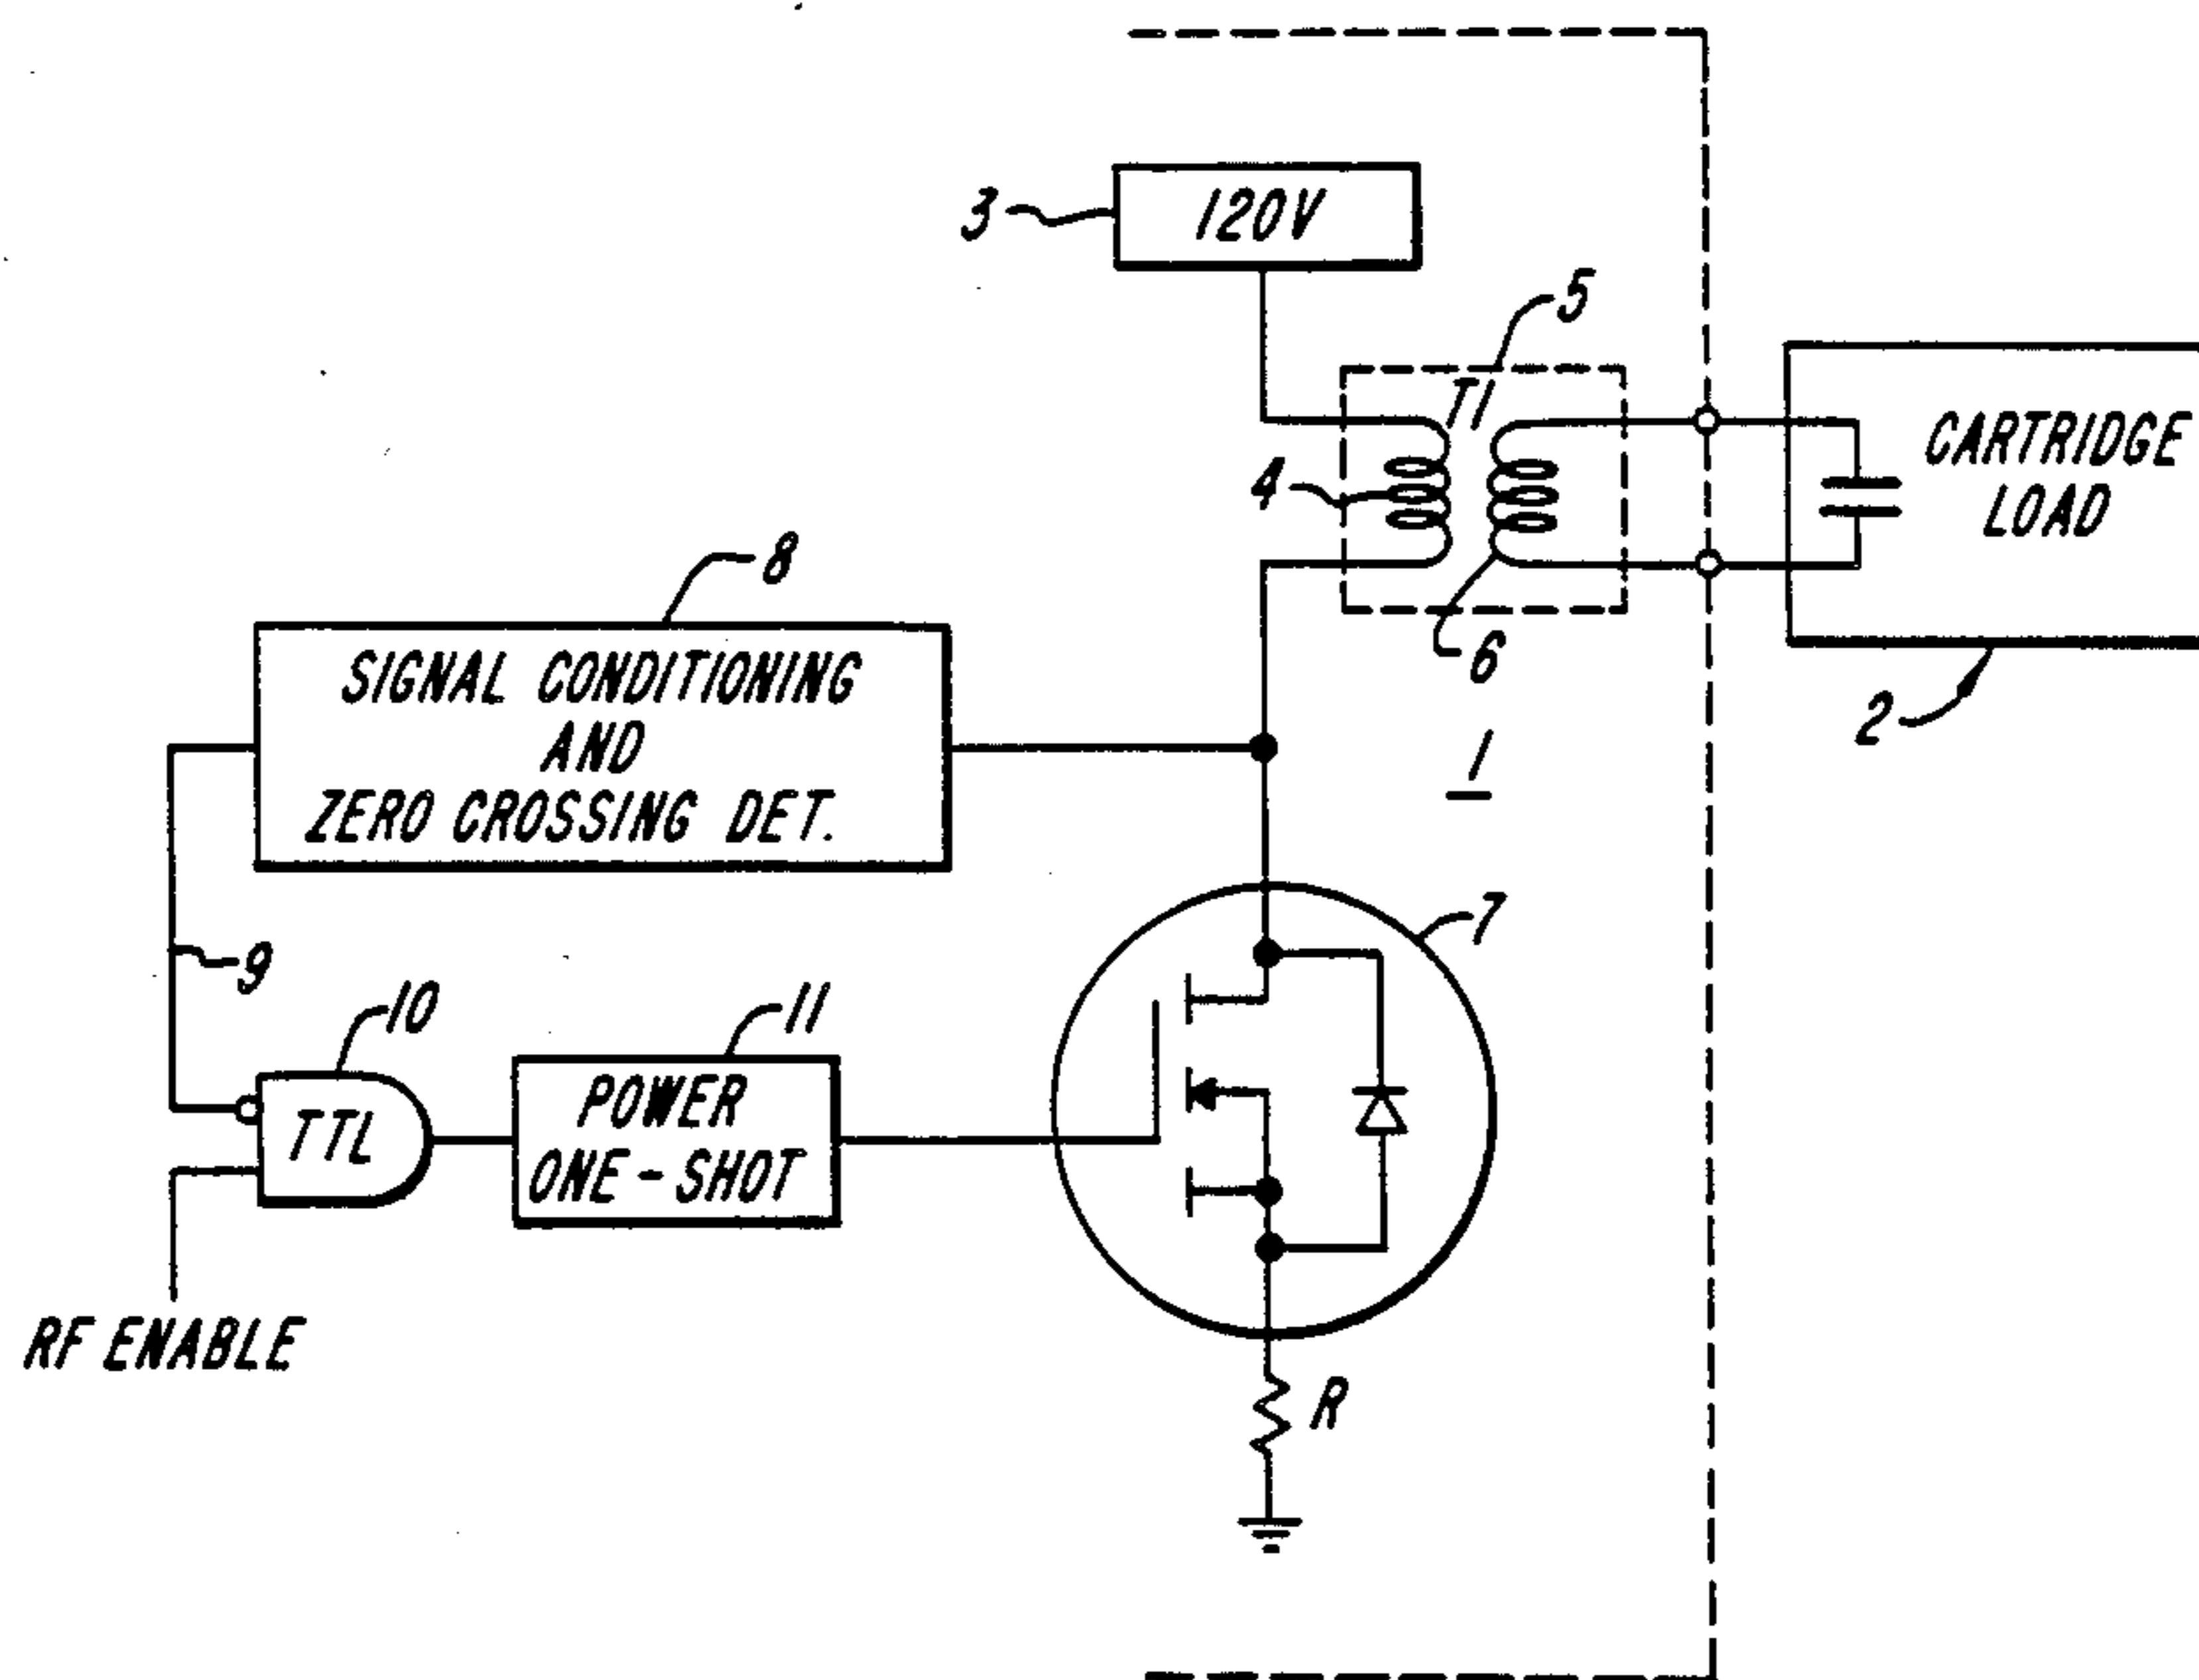 3
120V
5
T1
4
CARTRIDGE
LOAD
8
6
2
SIGNAL CONDITIONING
AND
ZERO CROSSING DET.
1
7
9
10
11
TTL
POWER
ONE-SHOT
RF ENABLE
R